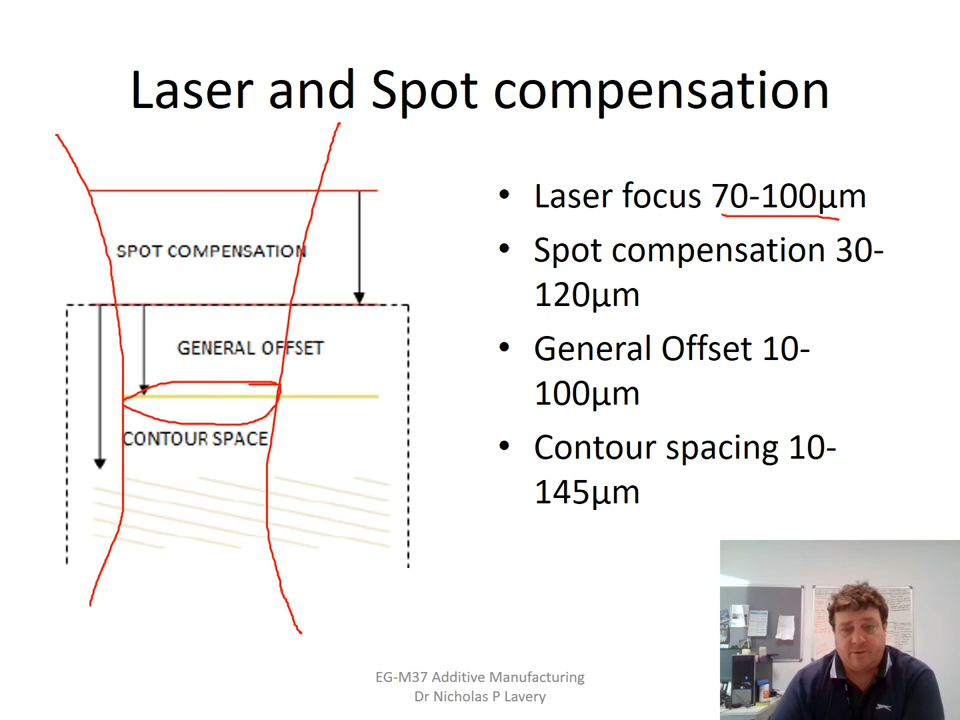 Laser and Spot compensation
SPOT COMPENSATION
GENERAL OFFSET
CONTOUR SPACE
• Laser focus 70-100µm
• Spot compensation 30-
120µm
• General Offset 10-
100µm
• Contour spacing 10-
145µm
EG-M37 Additive Manufacturing
Dr Nicholas P Lavery